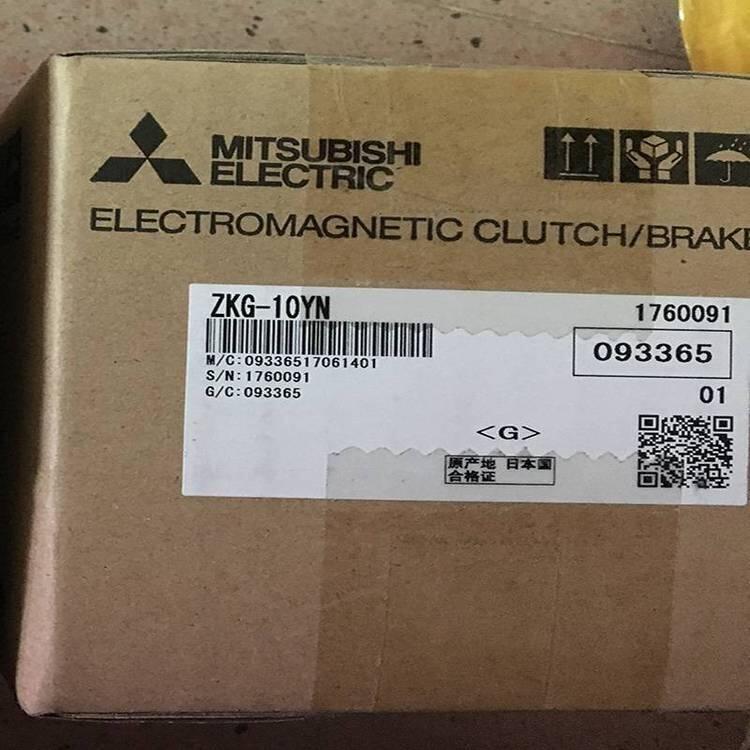 MITSUBISHI
ELECTRIC
ELECTROMAGNETIC CLUTCH/BRAKE
ZKG-10YN
1760091
M/C:09336517061401
S/N:1760091
G/C:093365
093365
01
<G>
原产地 日本国
合格证